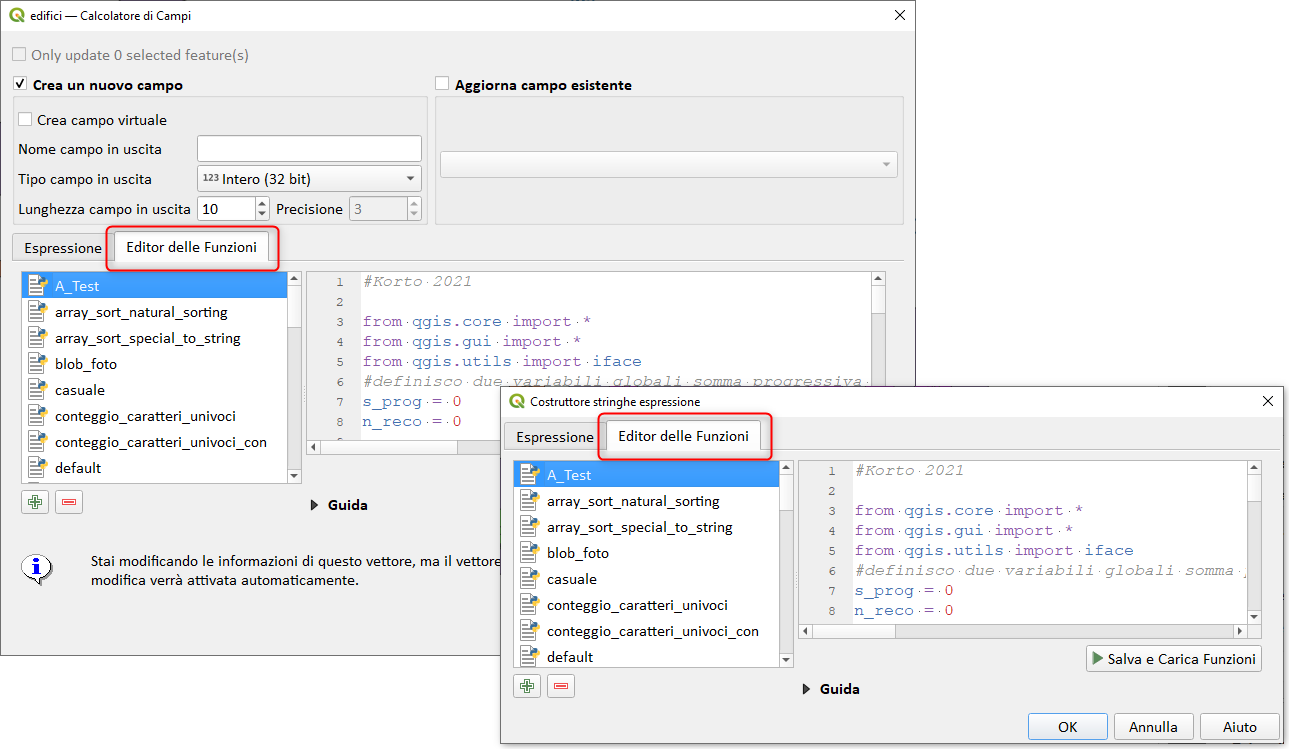 edifici — Calcolatore di Campi
Only update 0 selected feature(s)
Crea un nuovo campo
Aggiorna campo esistente
Crea campo virtuale
Nome campo in uscita
Tipo campo in uscita 123 Intero (32 bit)
Lunghezza campo in uscita 10 Precisione 3
Espressione Editor delle Funzioni
A_Test
array_sort_natural_sorting
array_sort_special_to_string
blob_foto
casuale
conteggio_caratteri_univoci
conteggio_caratteri_univoci_con
default
1 #Korto· 2021
2
3 from· qgis.core· import· *
4 from· qgis.gui· import· *
5 from· qgis.utils· import· iface
6 #definisco· due· variabili· globali· somma· progressiva
7 s_prog· =· 0
8 n_reco· =· 0
Guida
Stai modificando le informazioni di questo vettore, ma il vettore
modifica verrà attivata automaticamente.
Costruttore stringhe espressione
Espressione Editor delle Funzioni
A_Test
array_sort_natural_sorting
array_sort_special_to_string
blob_foto
casuale
conteggio_caratteri_univoci
conteggio_caratteri_univoci_con
default
1 #Korto· 2021
2
3 from· qgis.core· import· *
4 from· qgis.gui· import· *
5 from· qgis.utils· import· iface
6 #definisco· due· variabili· globali· somma·
7 s_prog· =· 0
8 n_reco· =· 0
Salva e Carica Funzioni
Guida
OK Annulla Aiuto